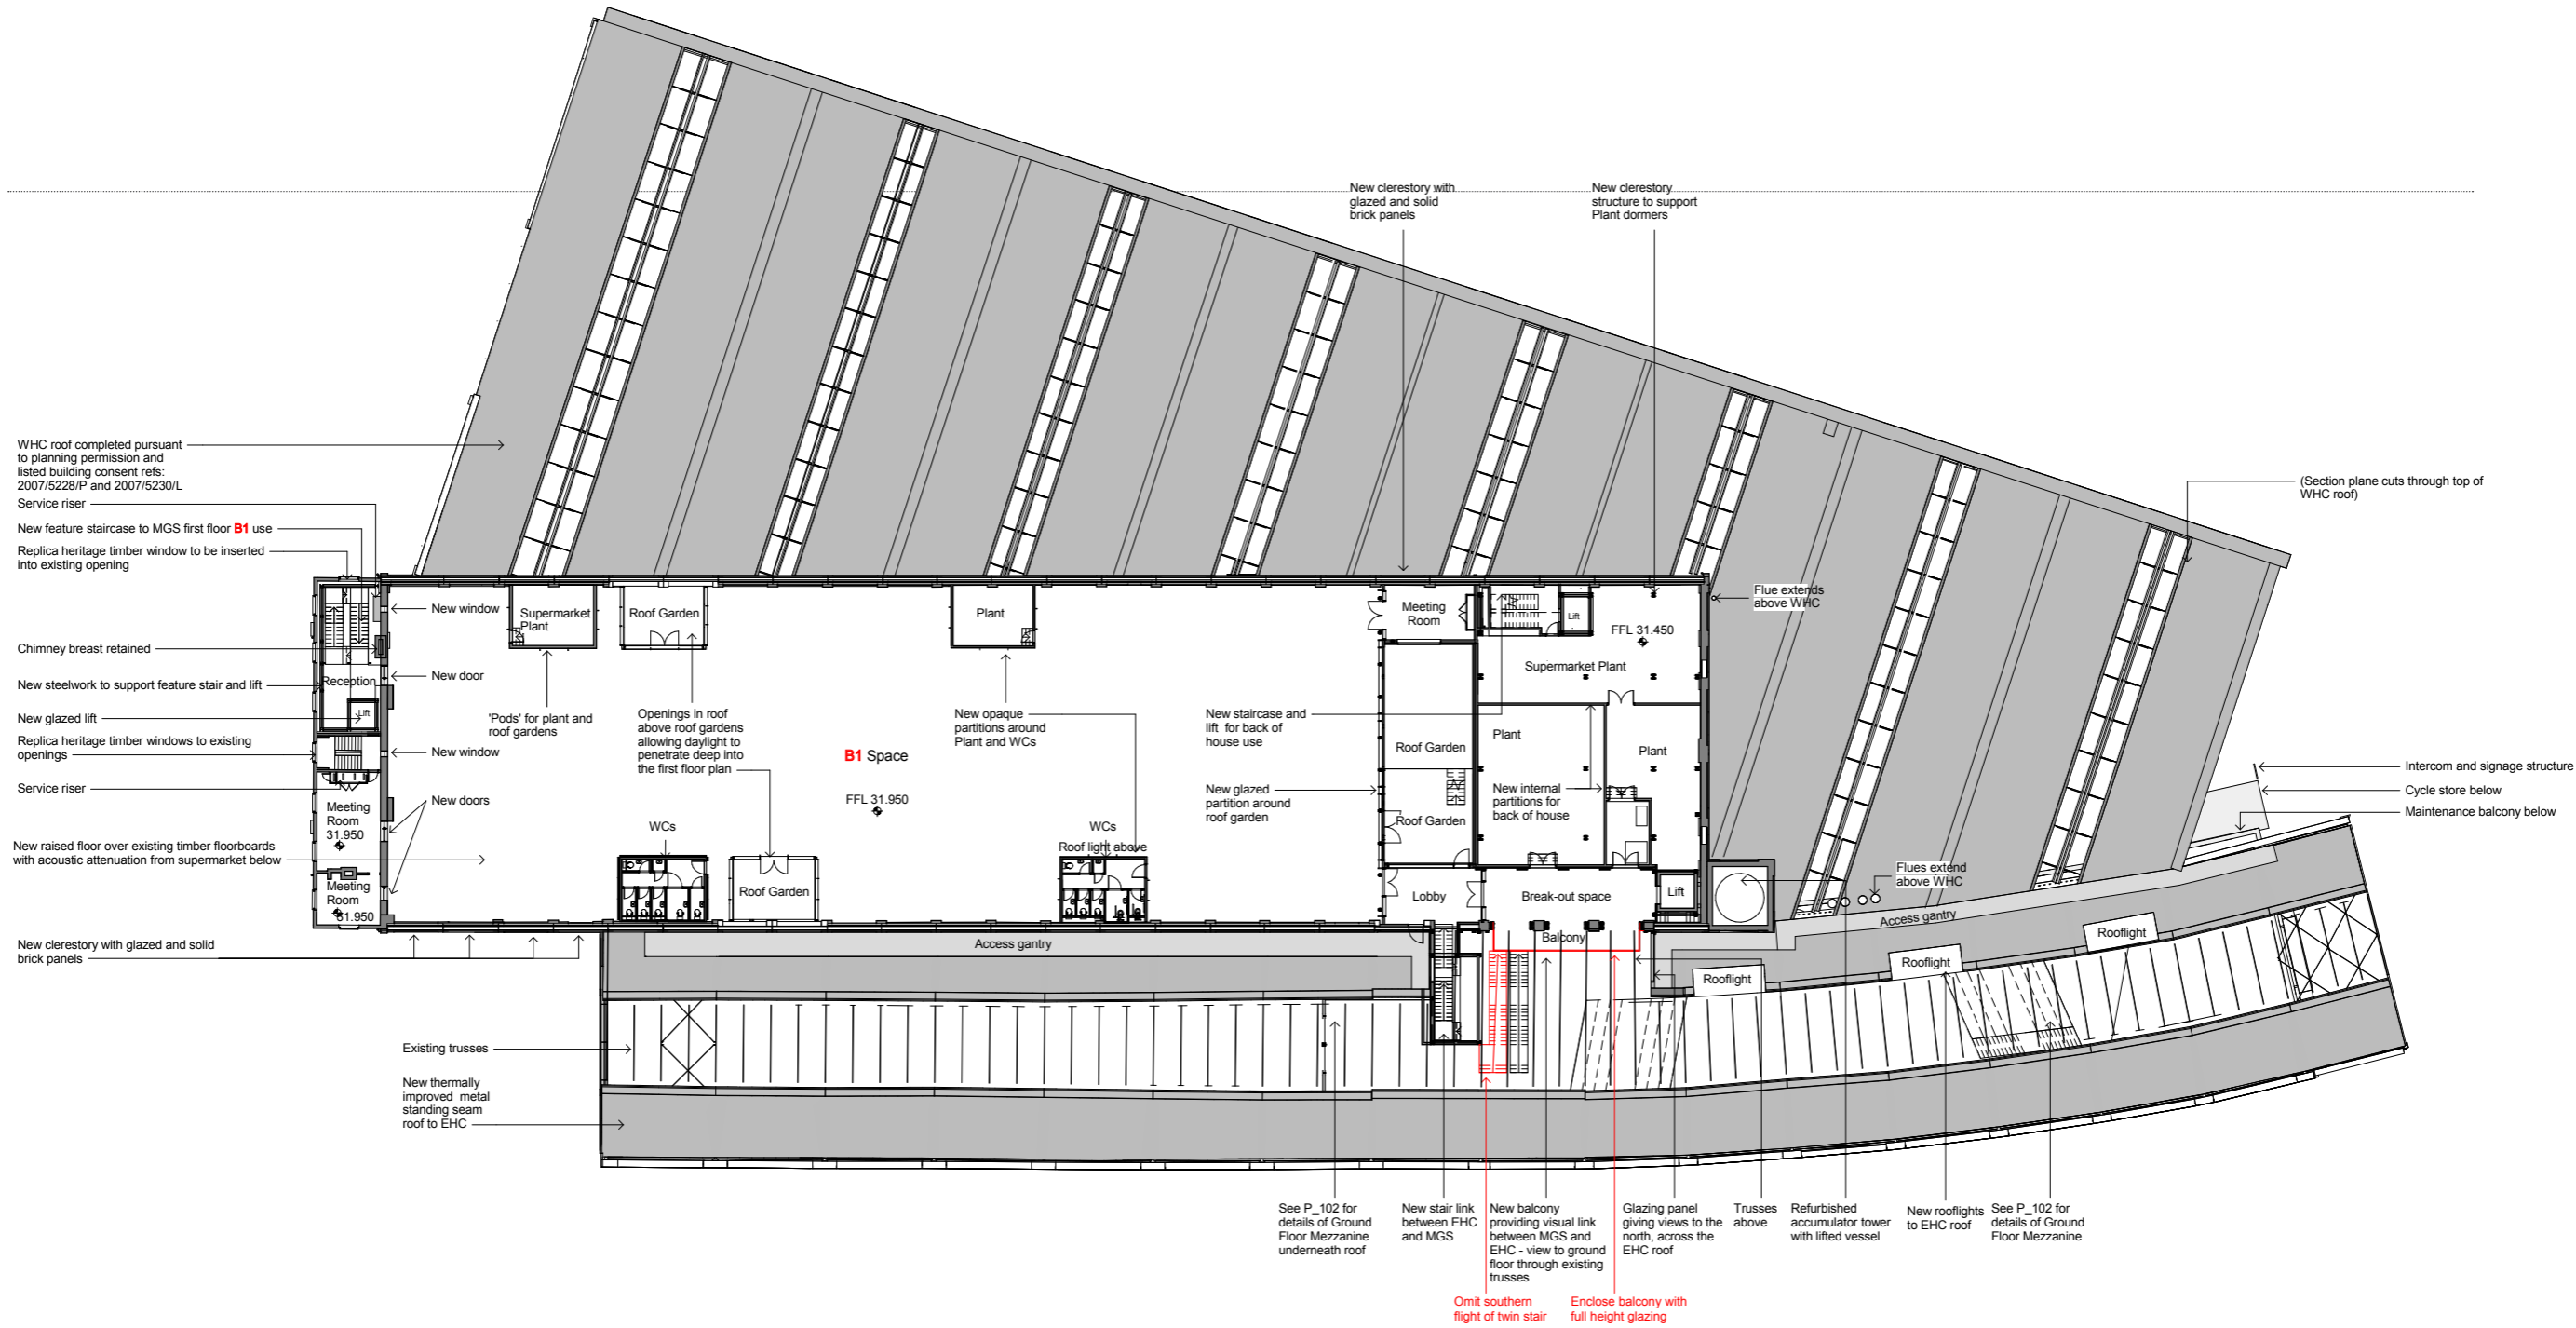 New clerestory with
glazed and solid
brick panels
New clerestory
structure to support
Plant dormers
WHC roof completed pursuant
to planning permission and
listed building consent refs:
2007/5228/P and 2007/5230/L
Service riser
New feature staircase to MGS first floor B1 use
Replica heritage timber window to be inserted
into existing opening
Chimney breast retained
New steelwork to support feature stair and lift
New glazed lift
Replica heritage timber windows to existing
openings
Service riser
New raised floor over existing timber floorboards
with acoustic attenuation from supermarket below
New clerestory with glazed and solid
brick panels
Existing trusses
New thermally
improved metal
standing seam
roof to EHC
Reception
Lift
Meeting
Room
31.950
Meeting
Room
31.950
New window
New door
New window
New doors
Supermarket
Plant
Roof Garden
Plant
'Pods' for plant and
roof gardens
Openings in roof
above roof gardens
allowing daylight to
penetrate deep into
the first floor plan
B1 Space
FFL 31.950
New opaque
partitions around
Plant and WCs
WCs
Roof Garden
WCs
Roof light above
New staircase and
lift for back of
house use
New glazed
partition around
roof garden
Meeting
Room
Lift
FFL 31.450
Supermarket Plant
Roof Garden
Roof Garden
Plant
Plant
New internal
partitions for
back of house
Lobby
Break-out space
Lift
Balcony
Flue extends
above WHC
Flues extend
above WHC
(Section plane cuts through top of
WHC roof)
Intercom and signage structure
Cycle store below
Maintenance balcony below
Access gantry
Access gantry
Rooflight
Rooflight
Rooflight
See P_102 for
details of Ground
Floor Mezzanine
underneath roof
New stair link
between EHC
and MGS
New balcony
providing visual link
between MGS and
EHC - view to ground
floor through existing
trusses
Glazing panel
giving views to the
north, across the
EHC roof
Trusses
above
Refurbished
accumulator tower
with lifted vessel
New rooflights
to EHC roof
See P_102 for
details of Ground
Floor Mezzanine
Omit southern
flight of twin stair
Enclose balcony with
full height glazing